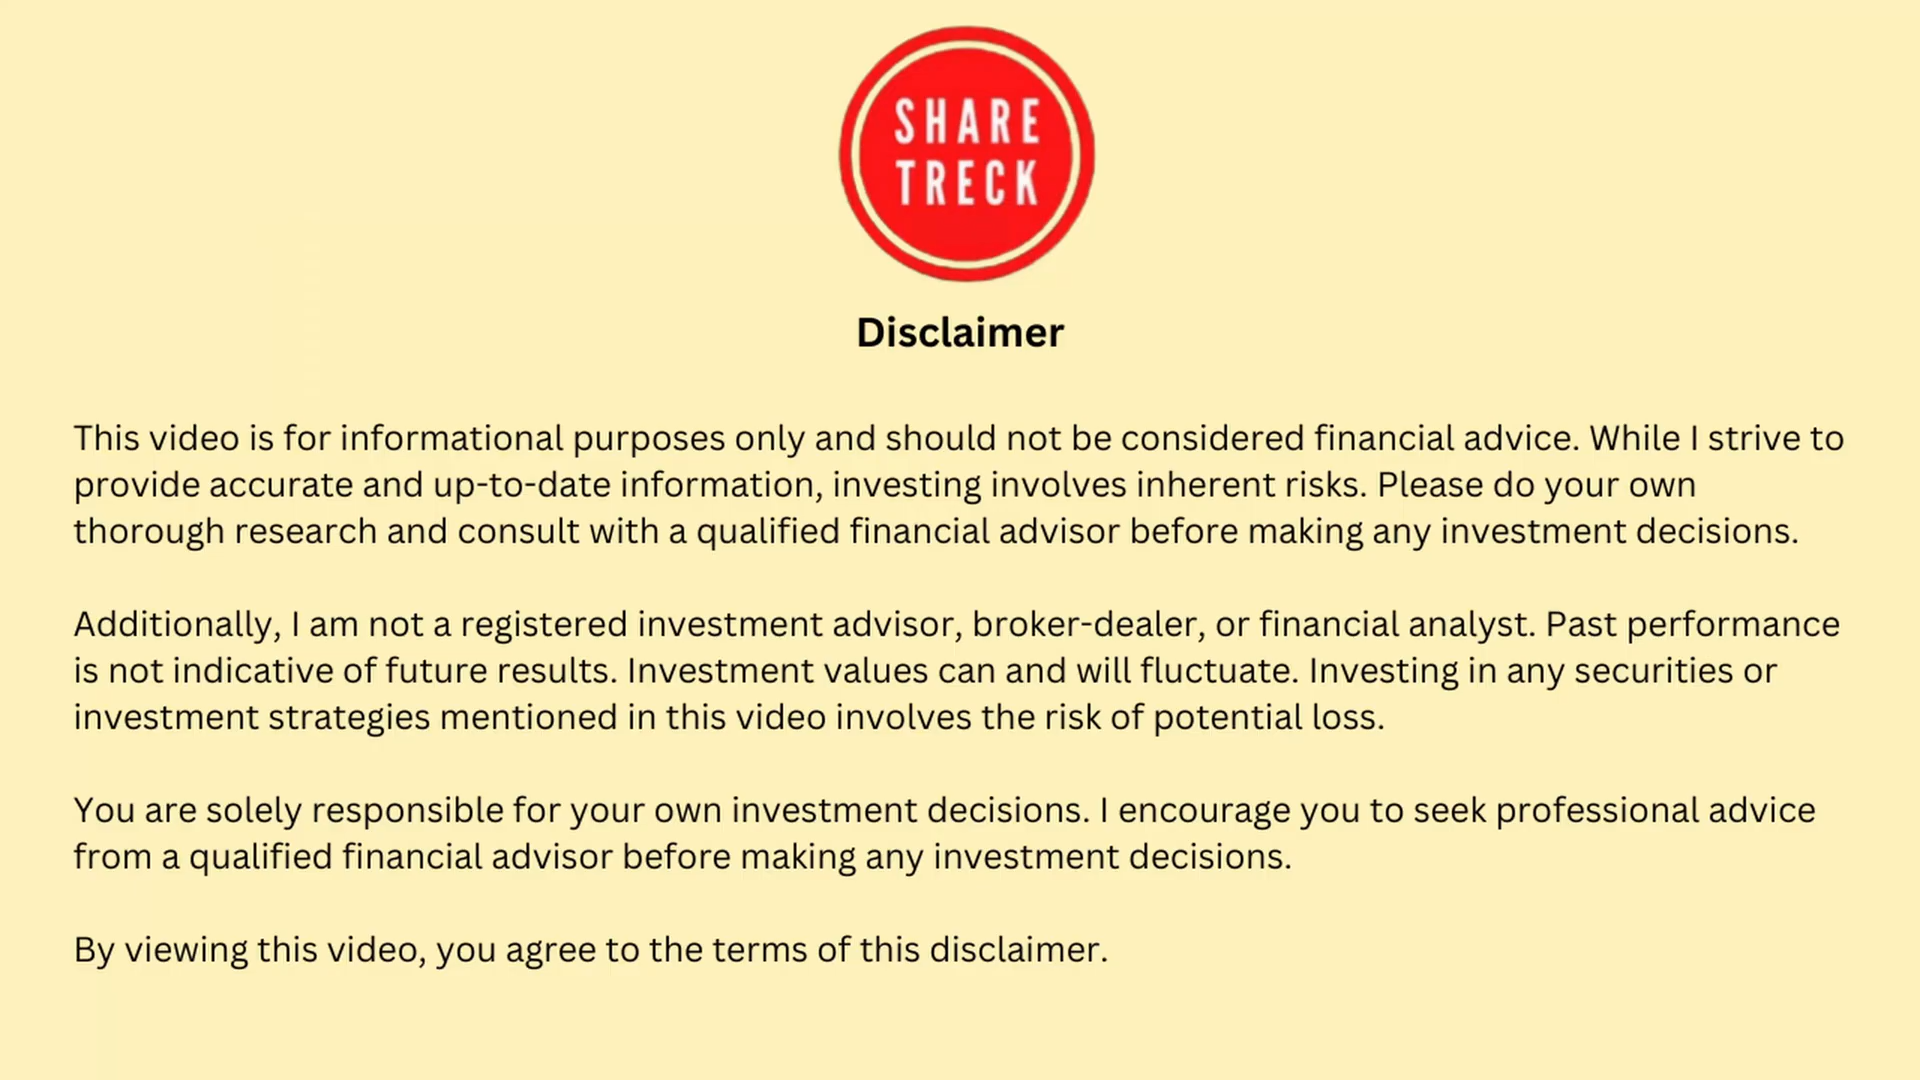 SHARE
TRECK
Disclaimer
This video is for informational purposes only and should not be considered financial advice. While I strive to
provide accurate and up-to-date information, investing involves inherent risks. Please do your own
thorough research and consult with a qualified financial advisor before making any investment decisions.
Additionally, I am not a registered investment advisor, broker-dealer, or financial analyst. Past performance
is not indicative of future results. Investment values can and will fluctuate. Investing in any securities or
investment strategies mentioned in this video involves the risk of potential loss.
You are solely responsible for your own investment decisions. I encourage you to seek professional advice
from a qualified financial advisor before making any investment decisions.
By viewing this video, you agree to the terms of this disclaimer.